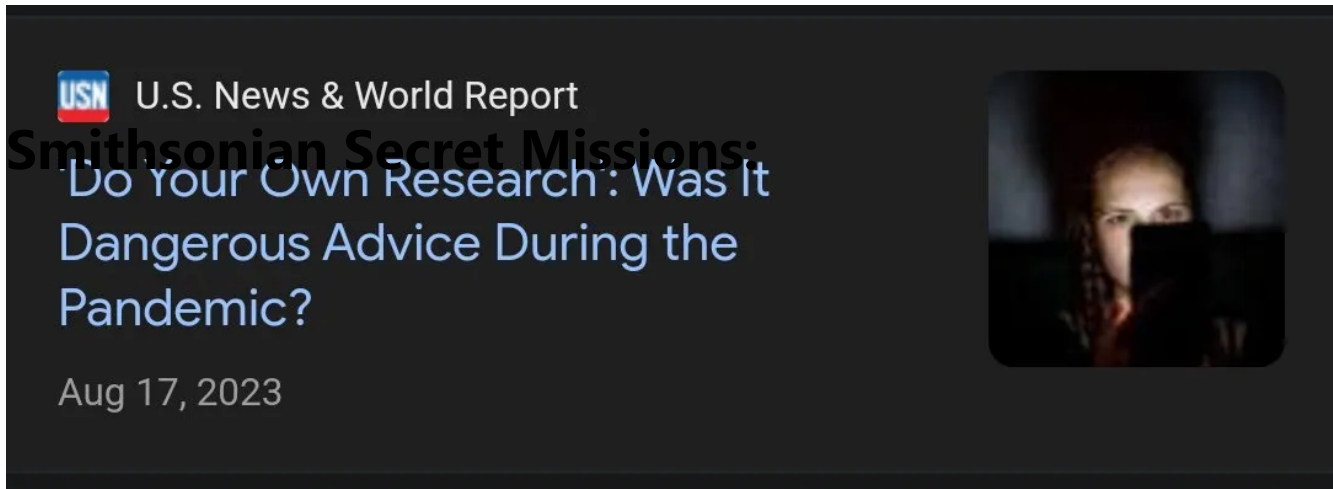 USN U.S. News & World Report
Smithsonian Secret Missions:
'Do Your Own Research': Was It
Dangerous Advice During the
Pandemic?
Aug 17, 2023